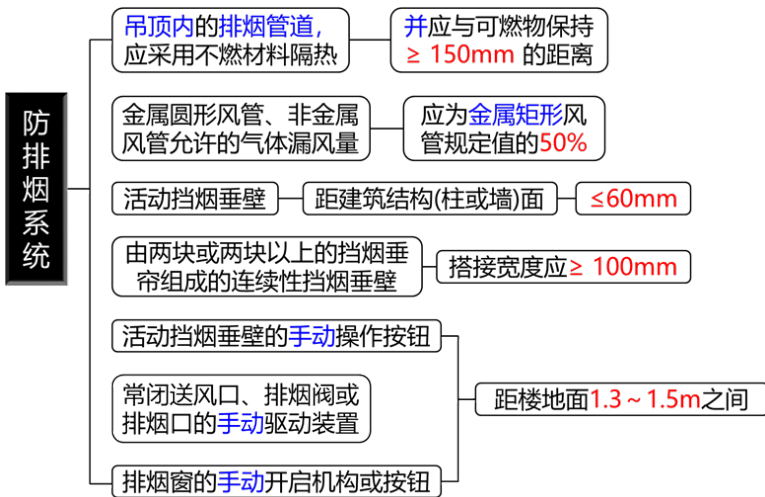 防排烟系统
吊顶内的排烟管道,
应采用不燃材料隔热
并应与可燃物保持
≥ 150mm 的距离
金属圆形风管、非金属
风管允许的气体漏风量
应为金属矩形风
管规定值的50%
活动挡烟垂壁
距建筑结构(柱或墙)面
≤60mm
由两块或两块以上的挡烟垂
帘组成的连续性挡烟垂壁
搭接宽度应≥ 100mm
活动挡烟垂壁的手动操作按钮
常闭送风口、排烟阀或
排烟口的手动驱动装置
排烟窗的手动开启机构或按钮
距楼地面1.3~1.5m之间